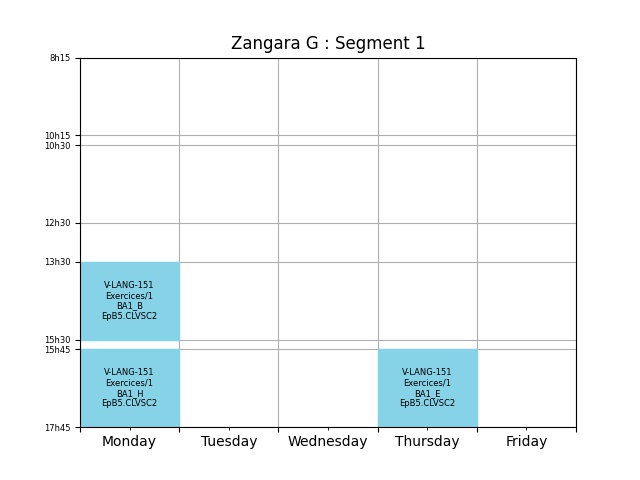 Zangara G : Segment 1
8h15
10h15
10h30
12h30
13h30
V-LANG-151
Exercices/1
BA1_B
EpB5.CLVSC2
15h30
15h45
V-LANG-151
Exercices/1
BA1_H
EpB5.CLVSC2
V-LANG-151
Exercices/1
BA1_E
EpB5.CLVSC2
17h45
Monday Tuesday Wednesday Thursday Friday